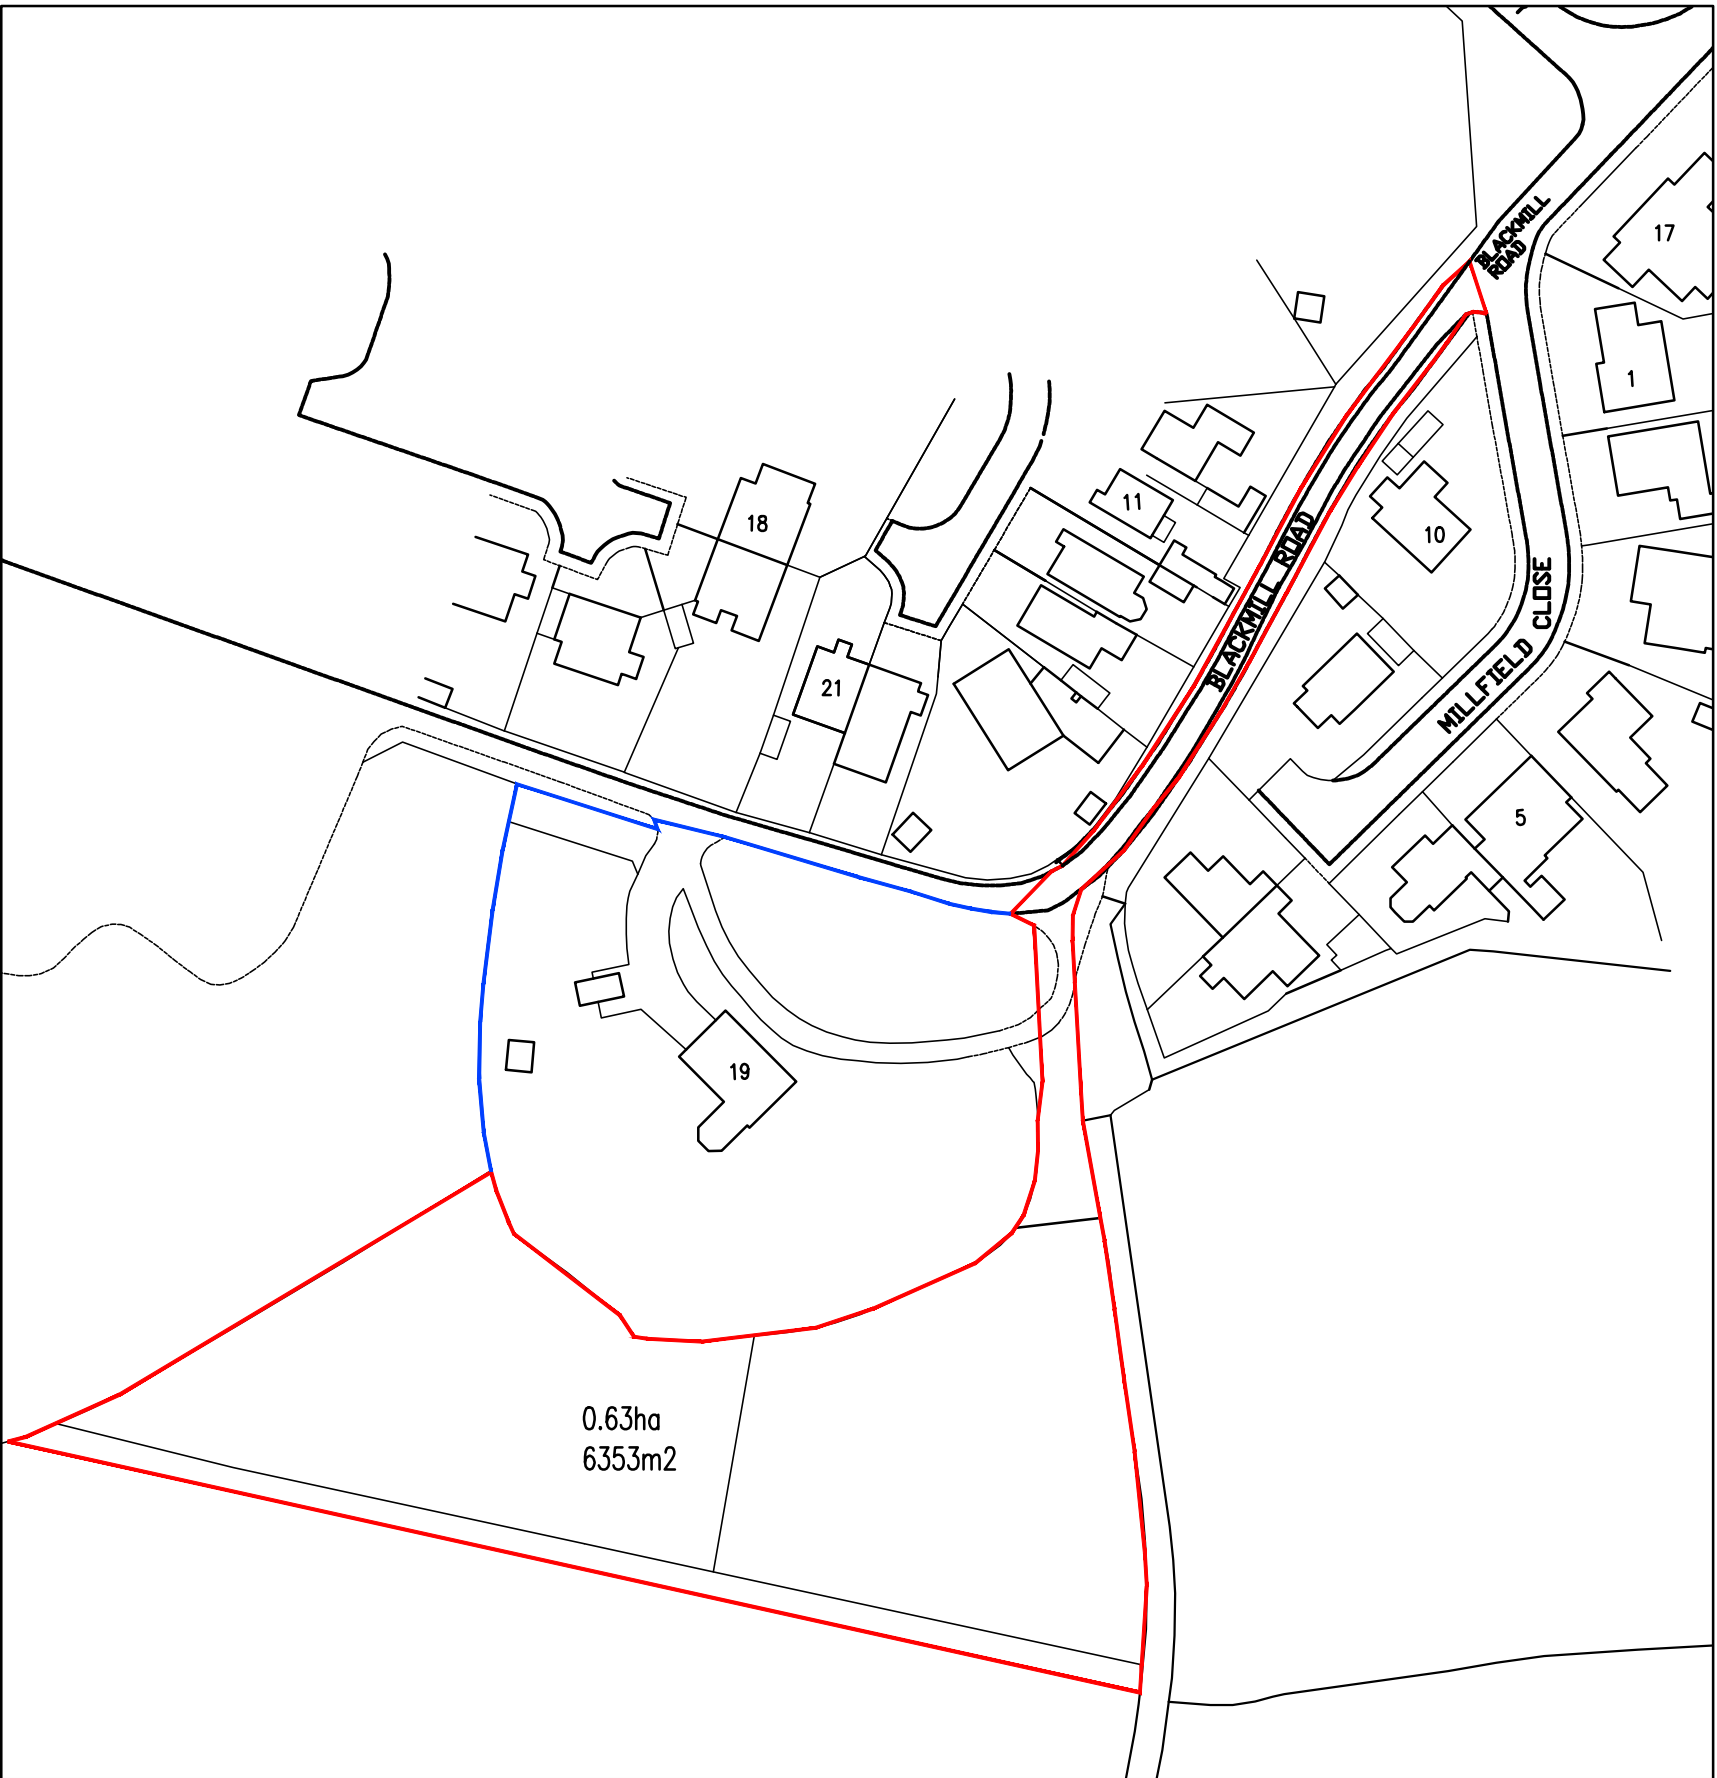 BLACKMILL
ROAD
17
1
18
11
10
BLACKMILL ROAD
CLOSE
MILLFIELD
21
5
19
0.63ha
6353m2